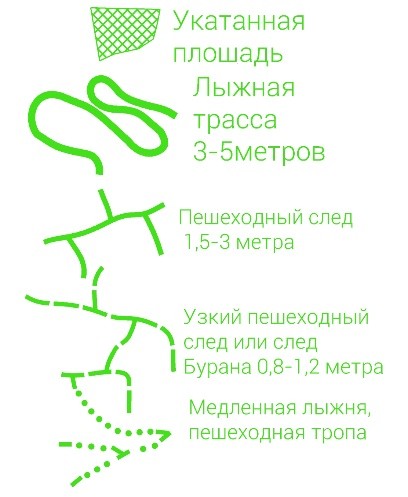 Укатанная
плошадь
Лыжная
трасса
3-5метров
Пешеходный след
1,5-3 метра
Узкий пешеходный
след или след
Бурана 0,8-1,2 метра
Медленная лыжня,
пешеходная тропа